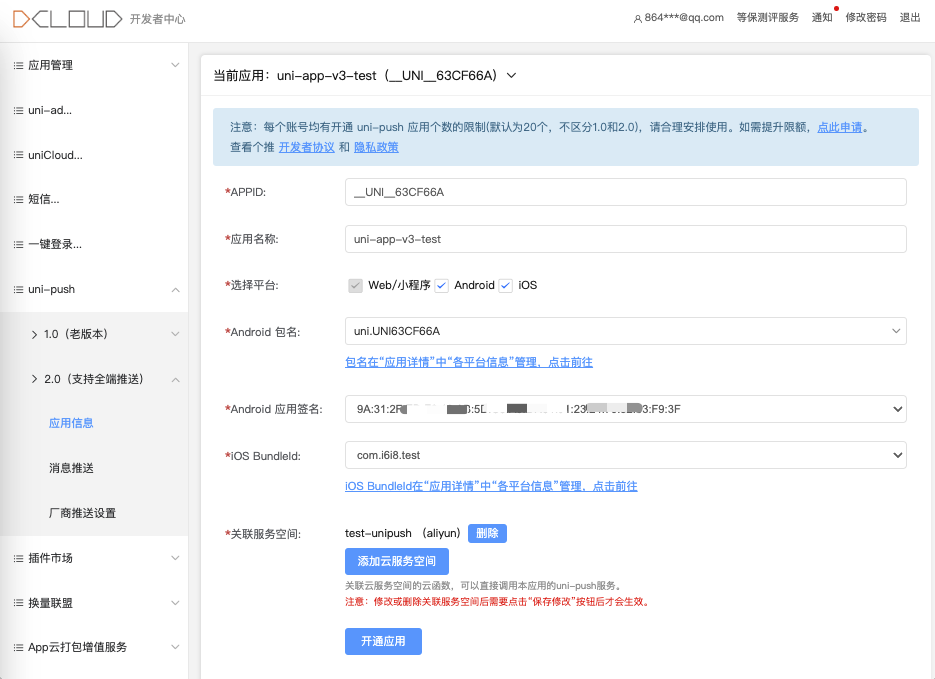 DCLOUD 开发者中心
864***@qq.com 等保测评服务 通知 修改密码 退出
应用管理
uni-ad...
uniCloud...
短信...
一键登录...
uni-push
1.0（老版本）
2.0（支持全端推送）
应用信息
消息推送
厂商推送设置
插件市场
换量联盟
App云打包增值服务
当前应用：uni-app-v3-test（__UNI__63CF66A）
注意：每个账号均有开通 uni-push 应用个数的限制(默认为20个，不区分1.0和2.0)，请合理安排使用。如需提升限额，点此申请。
查看个推 开发者协议 和 隐私政策
*APPID: __UNI__63CF66A
*应用名称: uni-app-v3-test
*选择平台: Web/小程序 Android iOS
*Android 包名: uni.UNI63CF66A
包名在“应用详情”中“各平台信息”管理，点击前往
*Android 应用签名: 9A:31:2F :F9:3F
*iOS BundleId: com.i6i8.test
iOS BundleId在“应用详情”中“各平台信息”管理，点击前往
*关联服务空间: test-unipush （aliyun） 删除
添加云服务空间
关联云服务空间的云函数，可以直接调用本应用的uni-push服务。
注意：修改或删除关联服务空间后需要点击“保存修改”按钮后才会生效。
开通应用